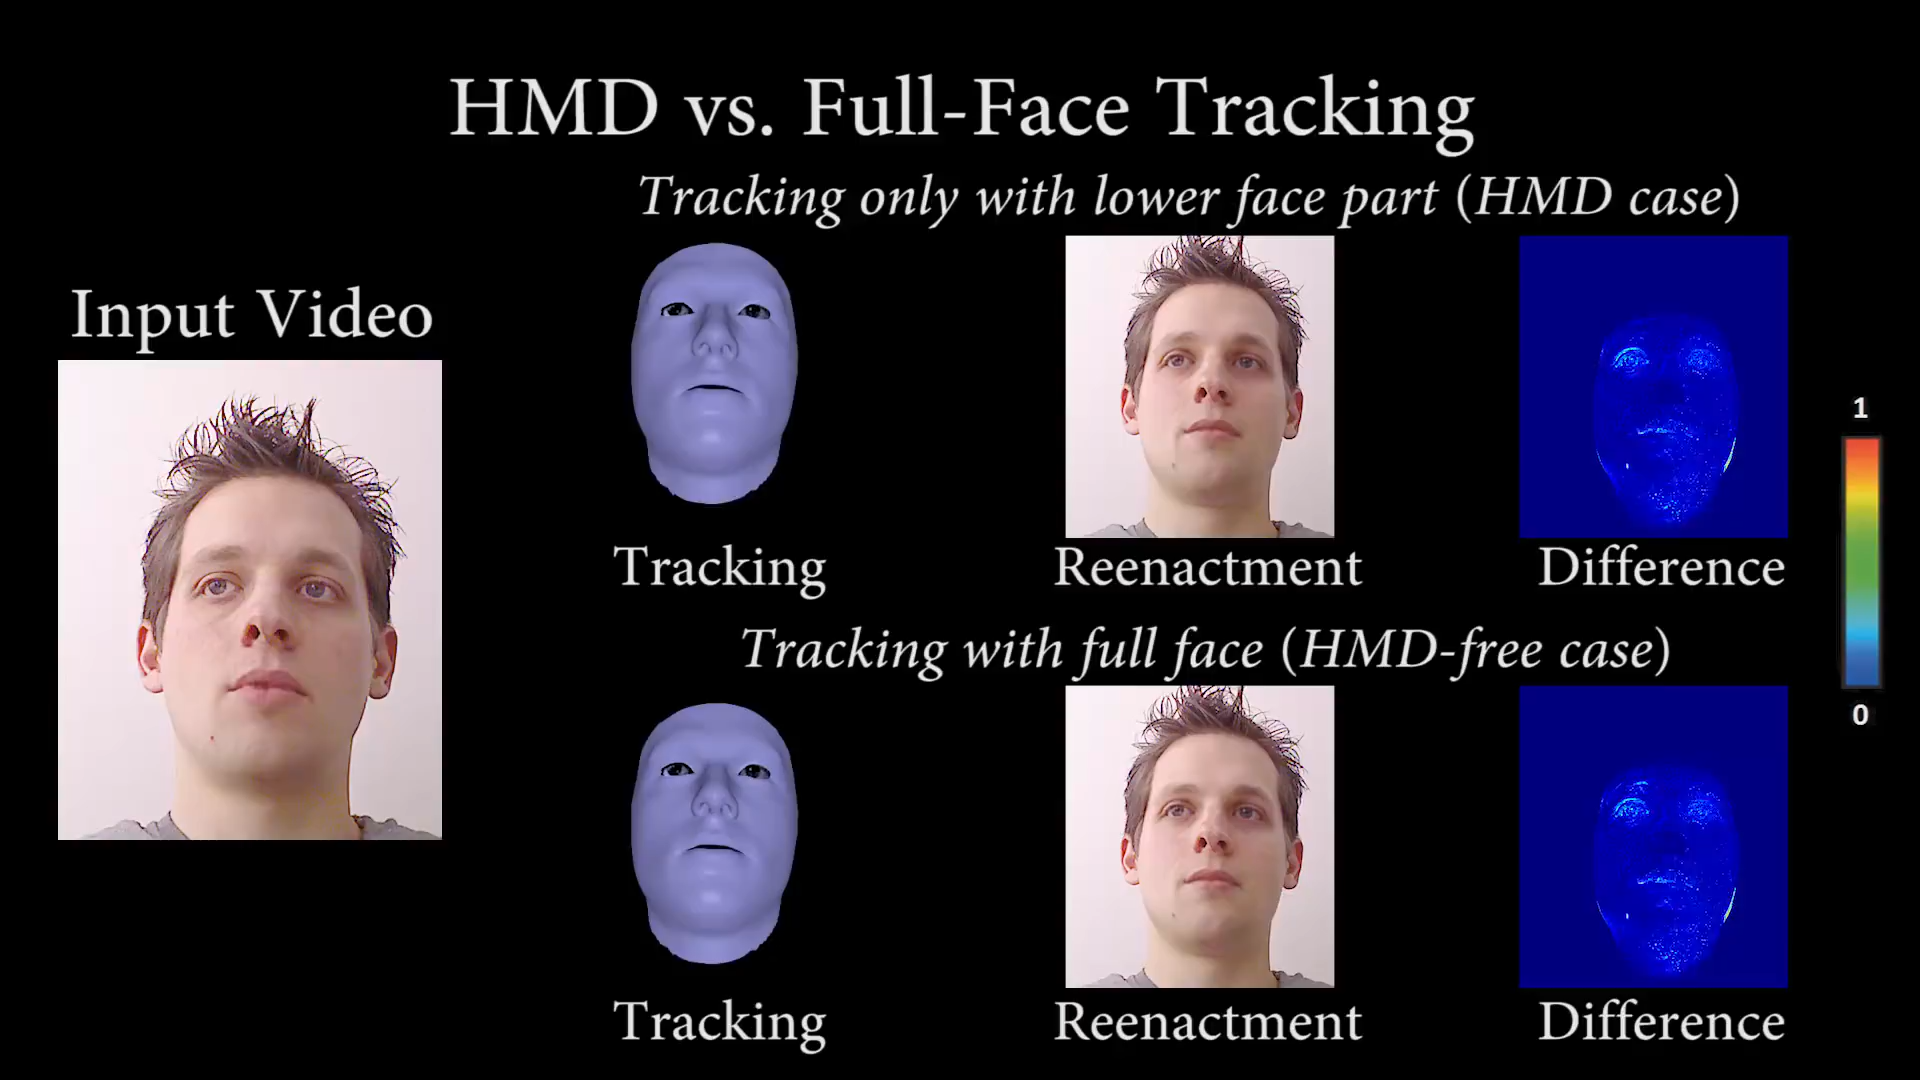 HMD vs. Full-Face Tracking
Tracking only with lower face part (HMD case)
Input Video
Tracking
Reenactment
Difference
1
0
Tracking with full face (HMD-free case)
Tracking
Reenactment
Difference